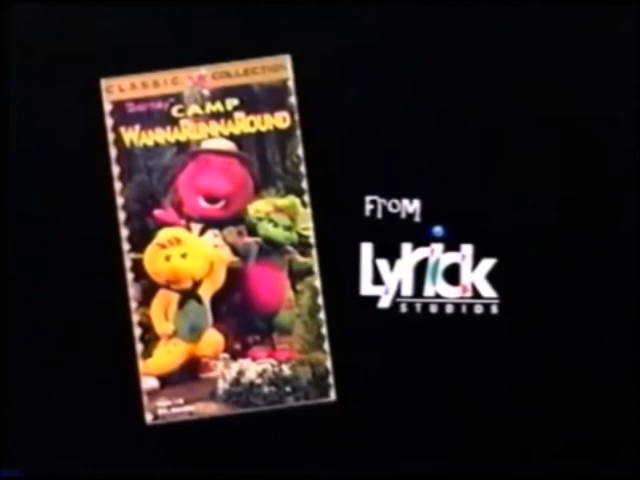 CLASSIC COLLECTION
Barney's CAMP
WANNARUNNAROUND
FROM
Lyrick
STUDIOS